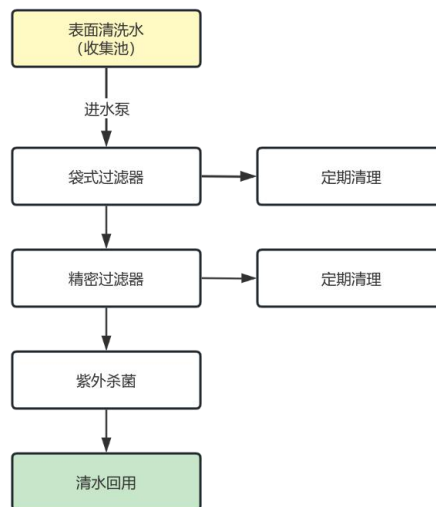 表面清洗水
（收集池）
进水泵
袋式过滤器
定期清理
精密过滤器
定期清理
紫外杀菌
清水回用